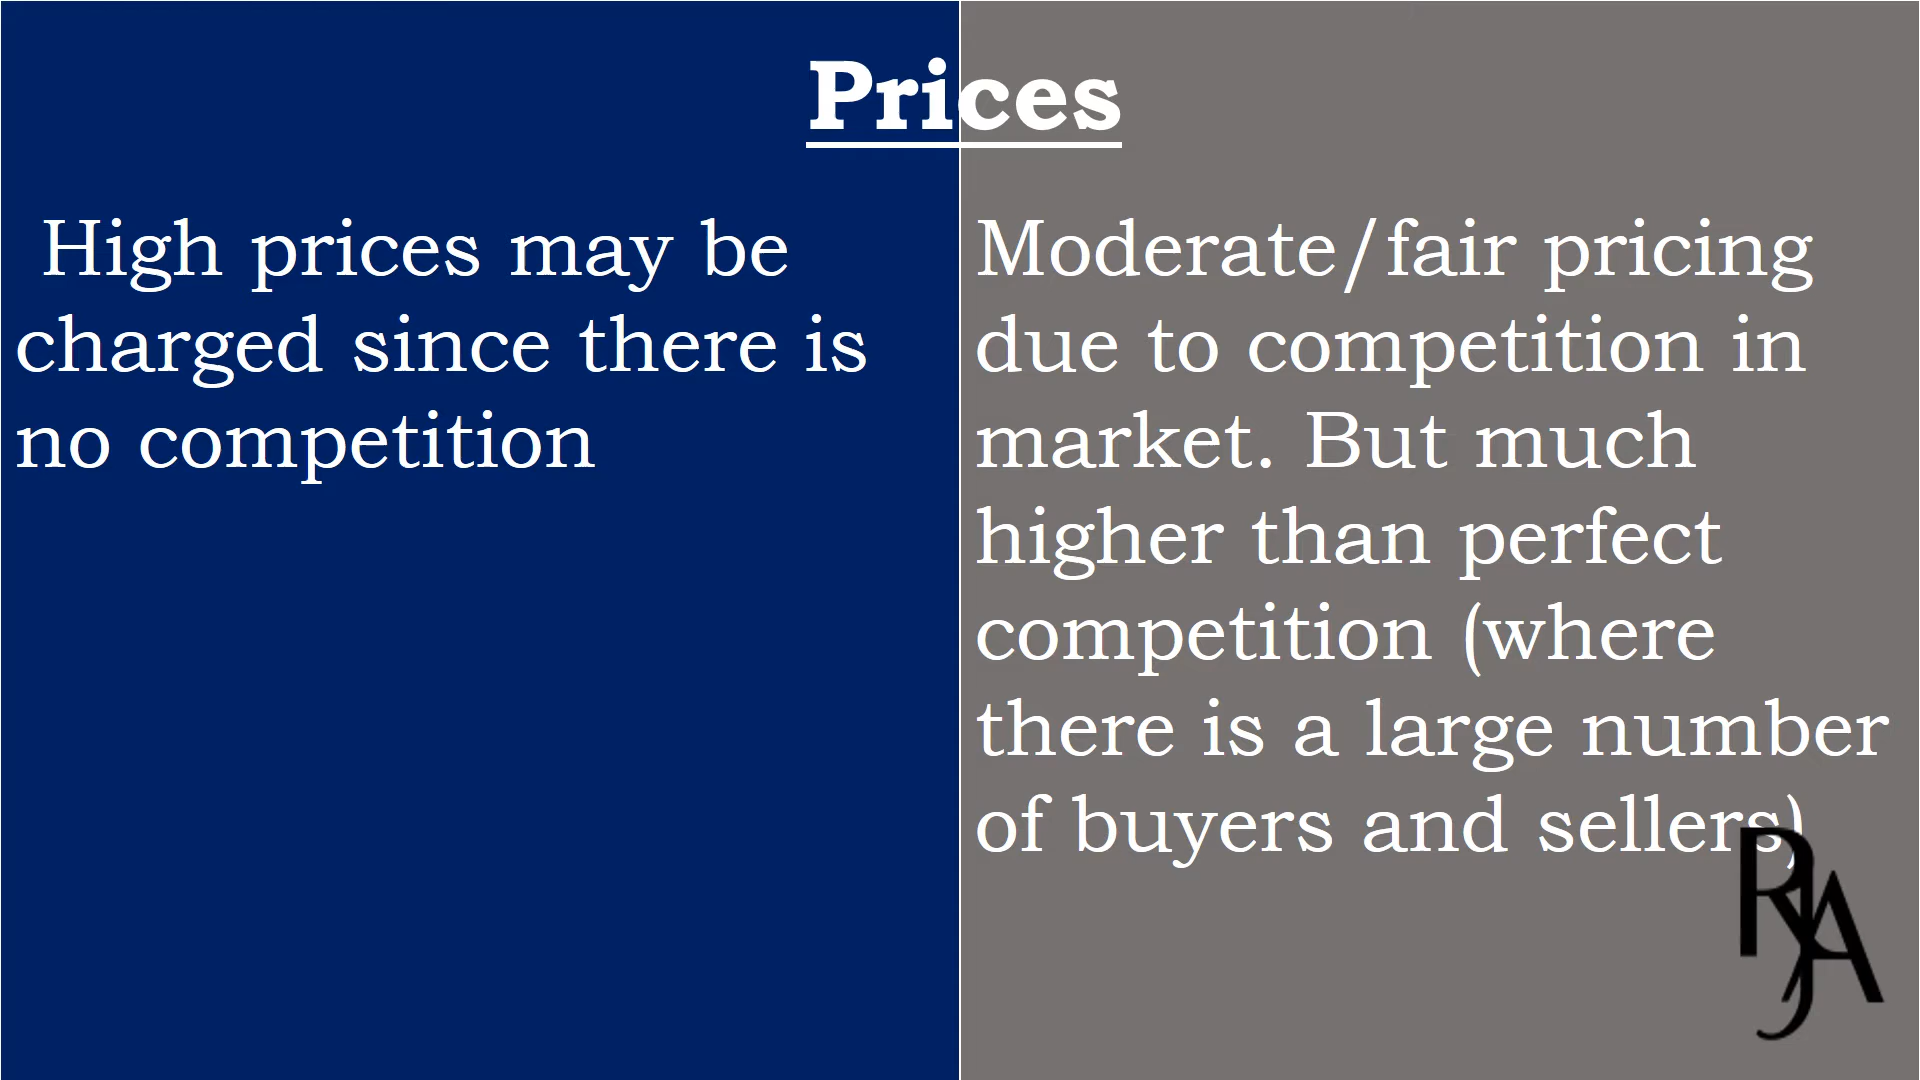 Prices
High prices may be
charged since there is
no competition
Moderate/fair pricing
due to competition in
market. But much
higher than perfect
competition (where
there is a large number
of buyers and sellers)
RJA